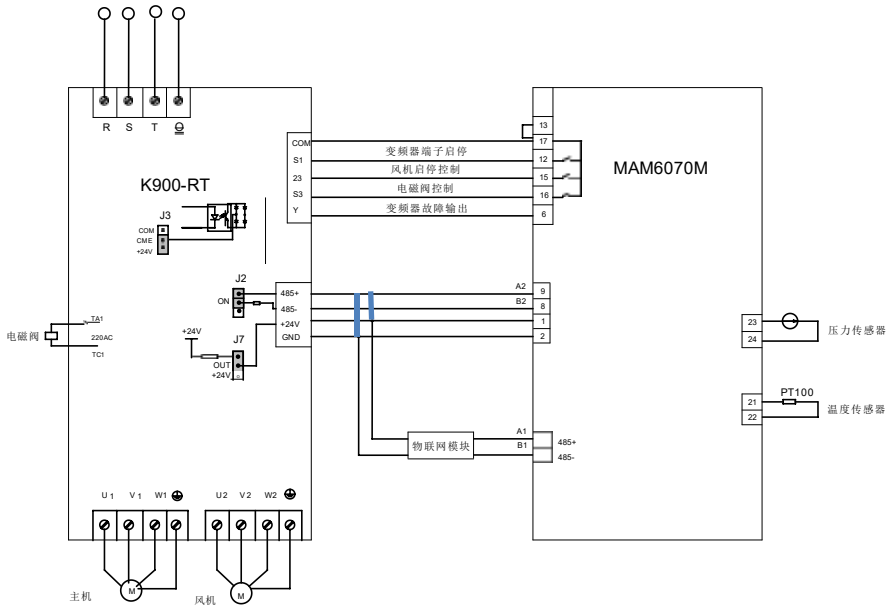 R S T
K900-RT
J3
COM
CME
+24V
COM
S1
23
S3
Y
变频器端子启停
风机启停控制
电磁阀控制
变频器故障输出
13
17
12
15
16
6
MAM6070M
J2
ON
485+
485-
+24V
GND
A2
B2
9
8
1
2
+24V
J7
OUT
+24V
电磁阀
TA1
220AC
TC1
23
24
压力传感器
PT100
21
22
温度传感器
物联网模块
A1
B1
485+
485-
U1 V1 W1
U2 V2 W2
主机
M
风机
M